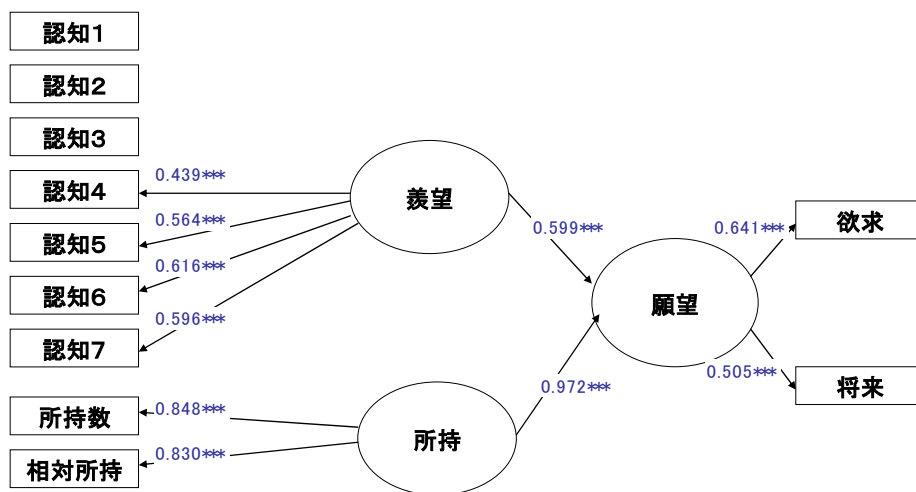 認知1
認知2
認知3
認知4
認知5
認知6
認知7
所持数
相対所持
0.439***
0.564***
0.616***
0.596***
0.848***
0.830***
羨望
所持
0.599***
0.972***
願望
0.641***
0.505***
欲求
将来